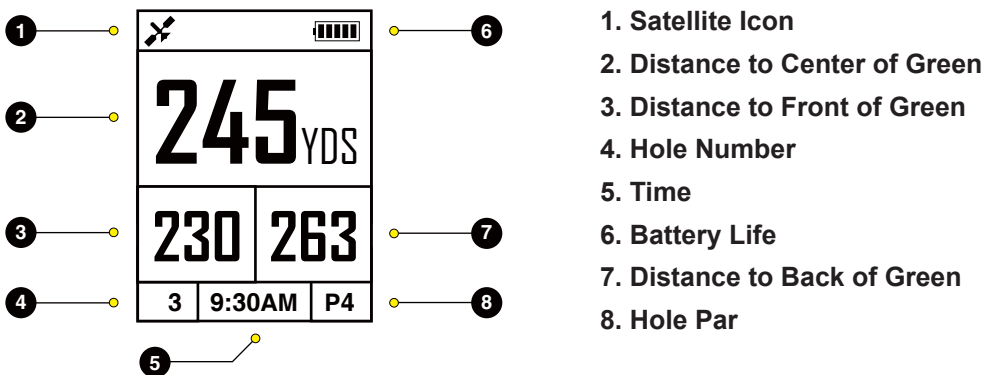 1
6
2
245 YDS
3
230 263
7
4
3 9:30AM P4
8
5
1. Satellite Icon
2. Distance to Center of Green
3. Distance to Front of Green
4. Hole Number
5. Time
6. Battery Life
7. Distance to Back of Green
8. Hole Par